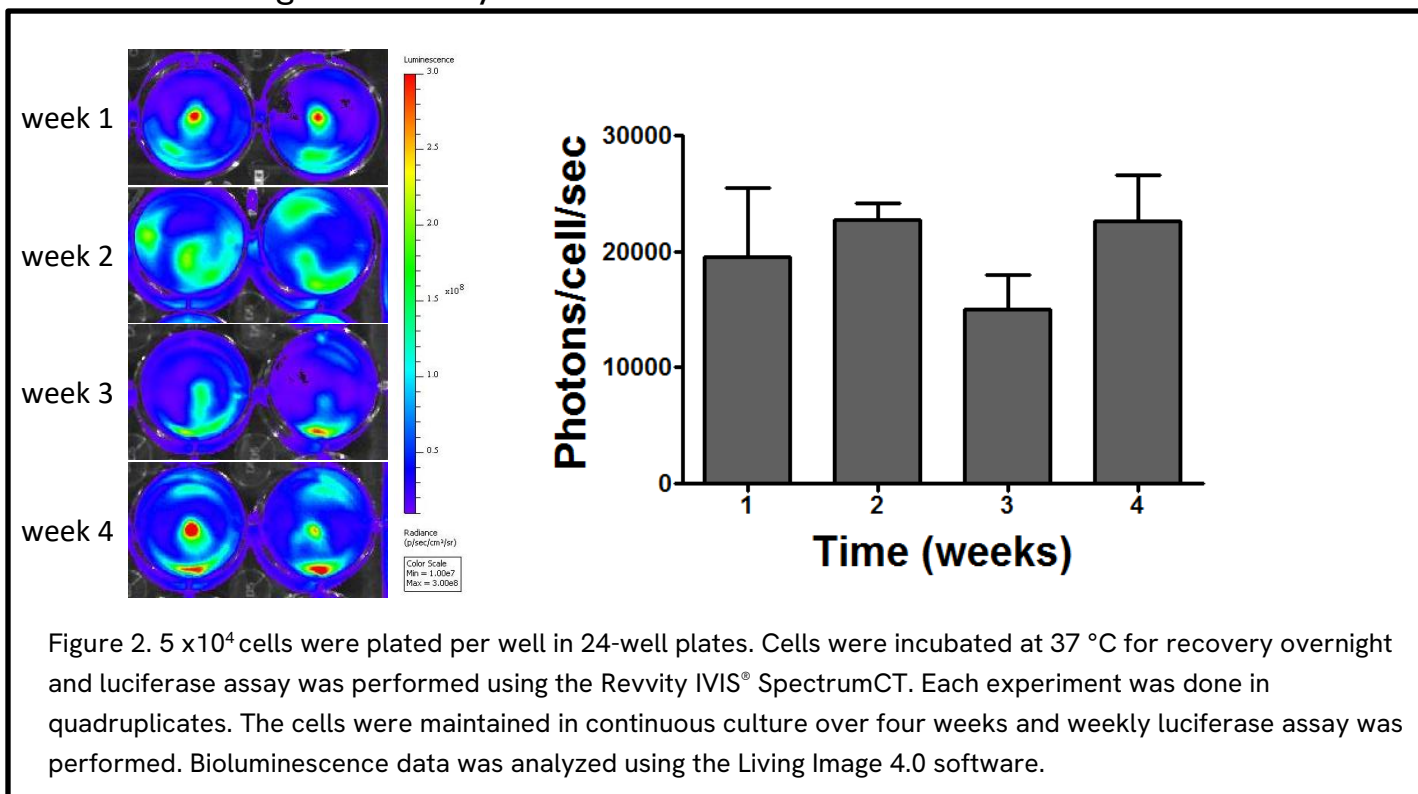 week 1
week 2
week 3
week 4
Luminescence
3.0
2.0
1.5
x10⁸
1.0
0.5
Radiance
(p/sec/cm²/sr)
Color Scale
Min = 1.00e7
Max = 3.00e8
Photons/cell/sec
30000
20000
10000
0
1 2 3 4
Time (weeks)
Figure 2. 5 x10⁴ cells were plated per well in 24-well plates. Cells were incubated at 37 °C for recovery overnight
and luciferase assay was performed using the Revvity IVIS® SpectrumCT. Each experiment was done in
quadruplicates. The cells were maintained in continuous culture over four weeks and weekly luciferase assay was
performed. Bioluminescence data was analyzed using the Living Image 4.0 software.